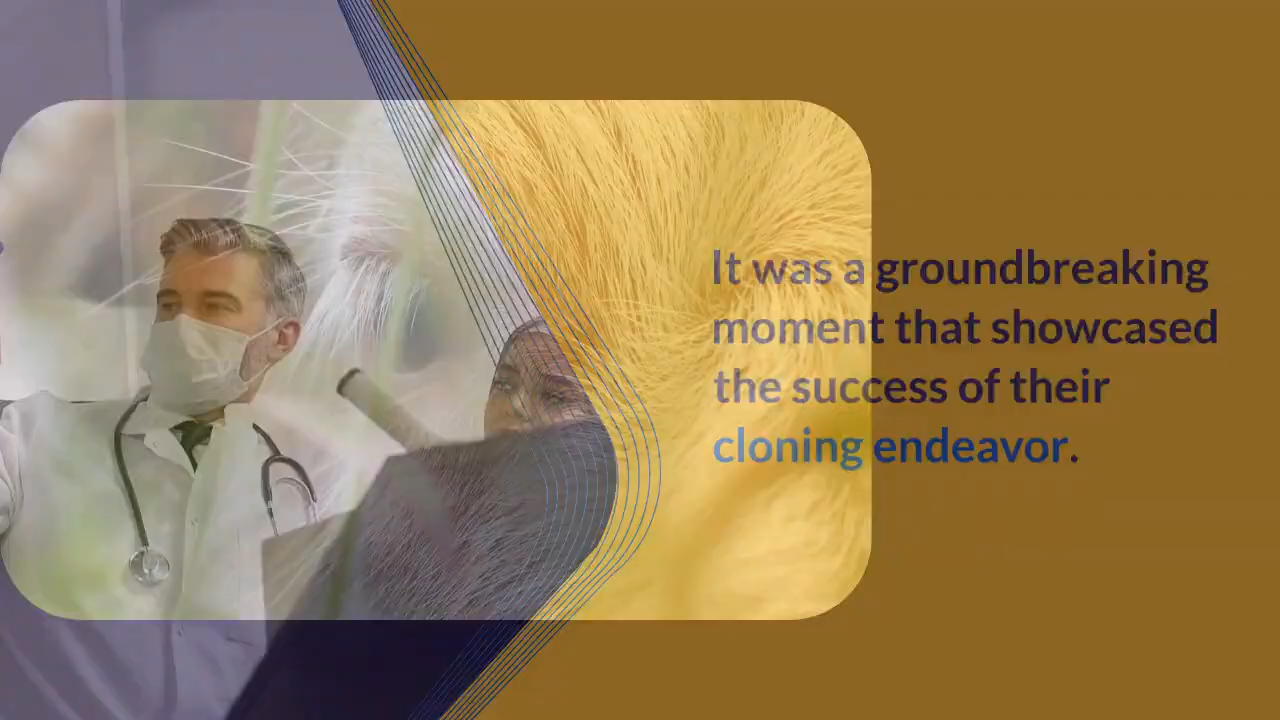 It was a groundbreaking
moment that showcased
the success of their
cloning endeavor.